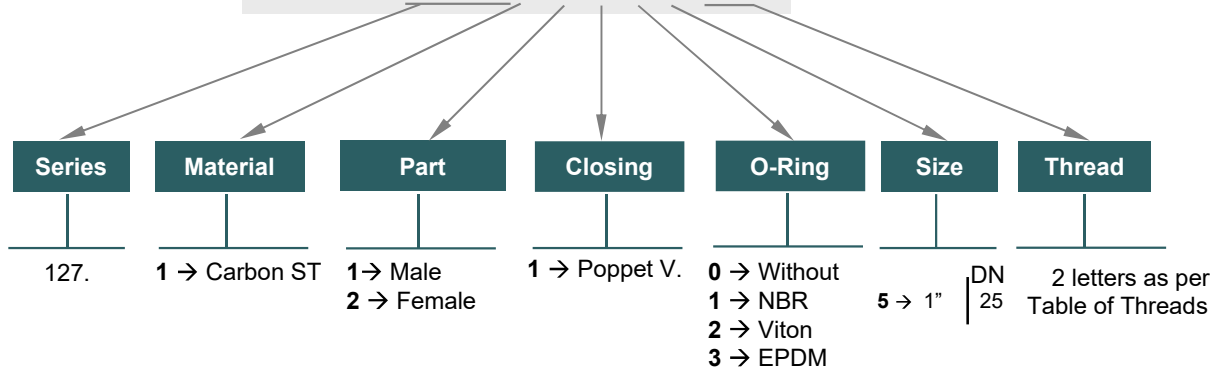 Series
127.
Material
1 → Carbon ST
Part
1→ Male
2 → Female
Closing
1 → Poppet V.
O-Ring
0 → Without
1 → NBR
2 → Viton
3 → EPDM
Size
DN
5 → 1” 25
Thread
2 letters as per
Table of Threads